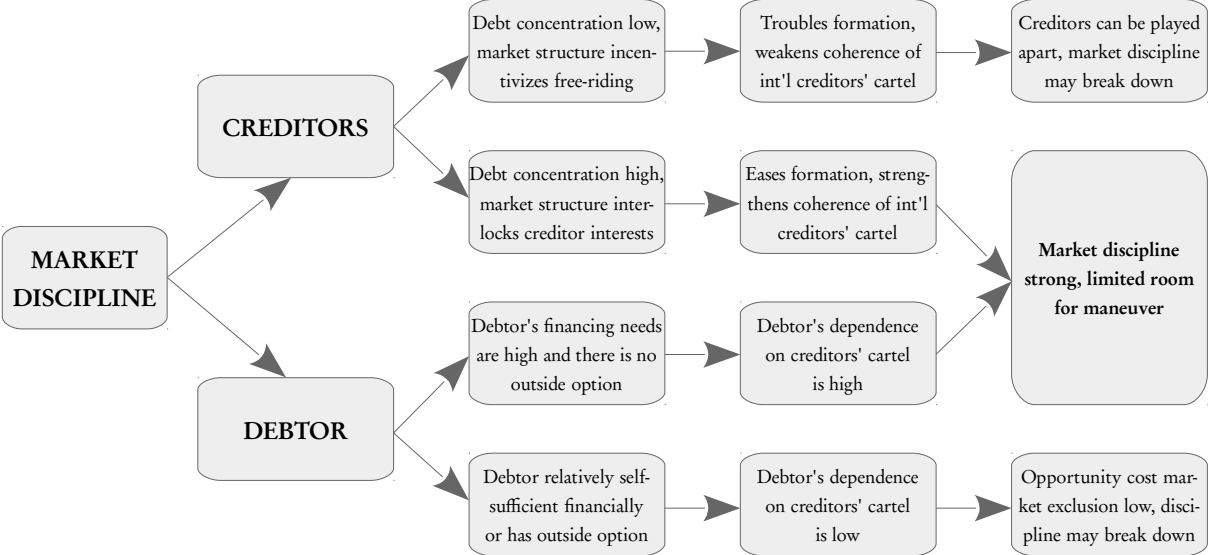 Debt concentration low,
market structure incen-
tivizes free-riding
Troubles formation,
weakens coherence of
int'l creditors' cartel
Creditors can be played
apart, market discipline
may break down
CREDITORS
Debt concentration high,
market structure inter-
locks creditor interests
Eases formation, streng-
thens coherence of int'l
creditors' cartel
MARKET
DISCIPLINE
Market discipline
strong, limited room
for maneuver
Debtor's financing needs
are high and there is no
outside option
Debtor's dependence
on creditors' cartel
is high
DEBTOR
Debtor relatively self-
sufficient financially
or has outside option
Debtor's dependence
on creditors' cartel
is low
Opportunity cost mar-
ket exclusion low, disci-
pline may break down